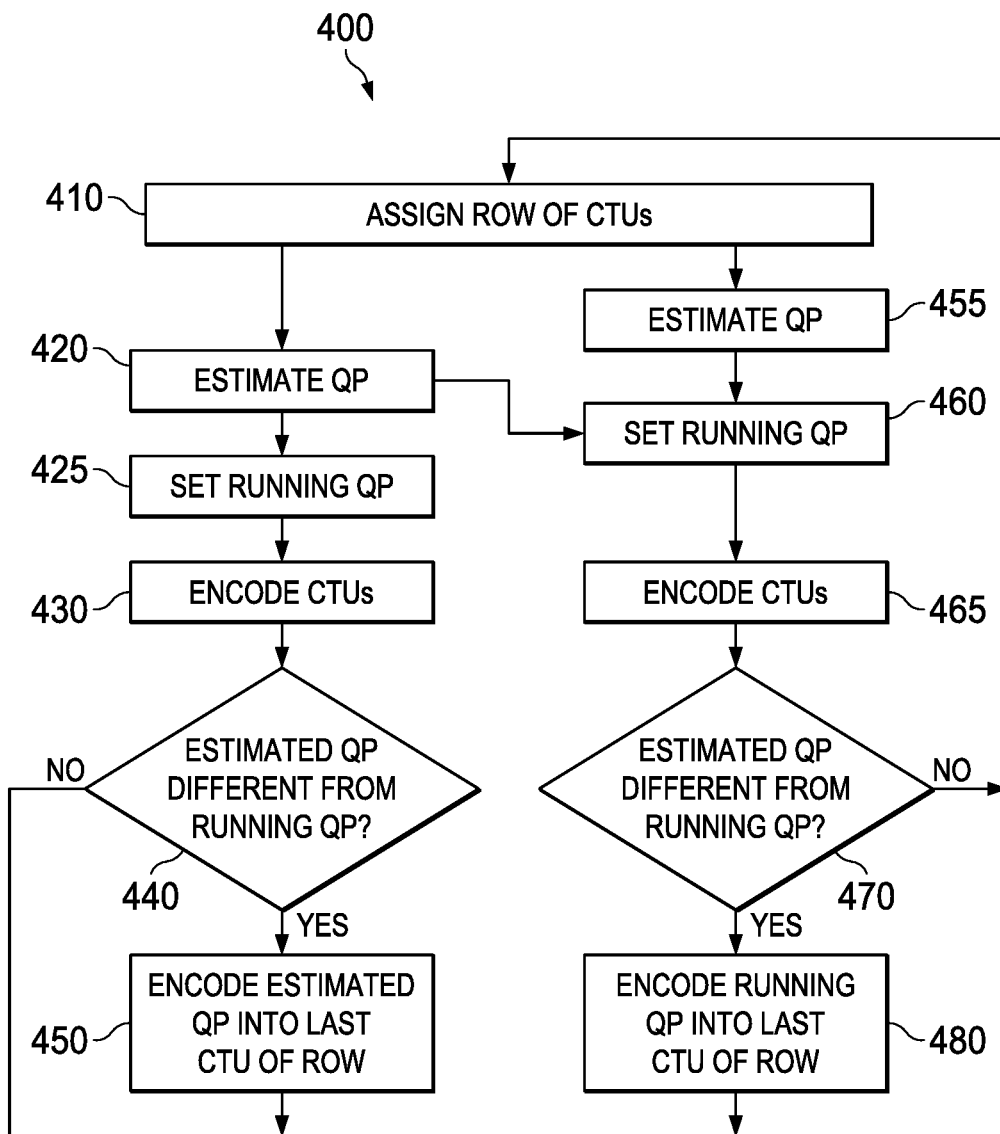 400
410
ASSIGN ROW OF CTUs
ESTIMATE QP
455
420
ESTIMATE QP
SET RUNNING QP
460
425
SET RUNNING QP
430
ENCODE CTUs
ENCODE CTUs
465
NO
ESTIMATED QP
DIFFERENT FROM
RUNNING QP?
440
YES
ESTIMATED QP
DIFFERENT FROM
RUNNING QP?
NO
470
YES
450
ENCODE ESTIMATED
QP INTO LAST
CTU OF ROW
ENCODE RUNNING
QP INTO LAST
CTU OF ROW
480